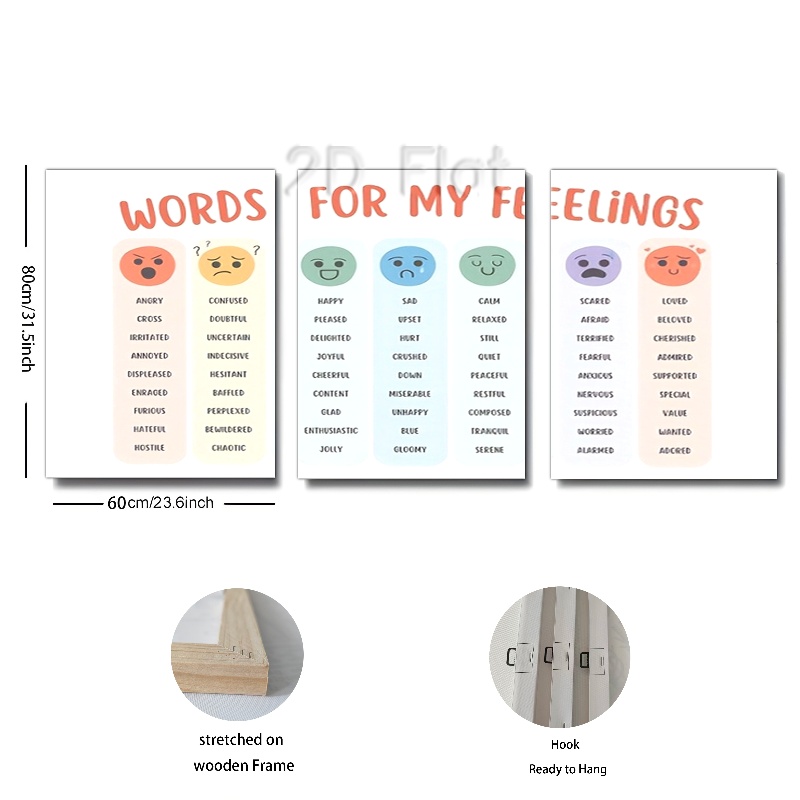 2D Flat
WORDS FOR MY FE EELiNGS
? ? ?
ANGRY
CROSS
IRRITATED
ANNOYED
DISPLEASED
ENRAGED
FURIOUS
HATEFUL
HOSTILE
CONFUSED
DOUBTFUL
UNCERTAIN
INDECISIVE
HESITANT
BAFFLED
PERPLEXED
BEWILDERED
CHAOTIC
HAPPY
PLEASED
DELIGHTED
JOYFUL
CHEERFUL
CONTENT
GLAD
ENTHUSIASTIC
JOLLY
SAD
UPSET
HURT
CRUSHED
DOWN
MISERABLE
UNHAPPY
BLUE
GLOOMY
CALM
RELAXED
STILL
QUIET
PEACEFUL
RESTFUL
COMPOSED
TRANQUIL
SERENE
SCARED
AFRAID
TERRIFIED
FEARFUL
ANXIOUS
NERVOUS
SUSPICIOUS
WORRIED
ALARMED
LOVED
BELOVED
CHERISHED
ADMIRED
SUPPORTED
SPECIAL
VALUE
WANTED
ADORED
80cm/31.5inch
60cm/23.6inch
stretched on
wooden Frame
Hook
Ready to Hang